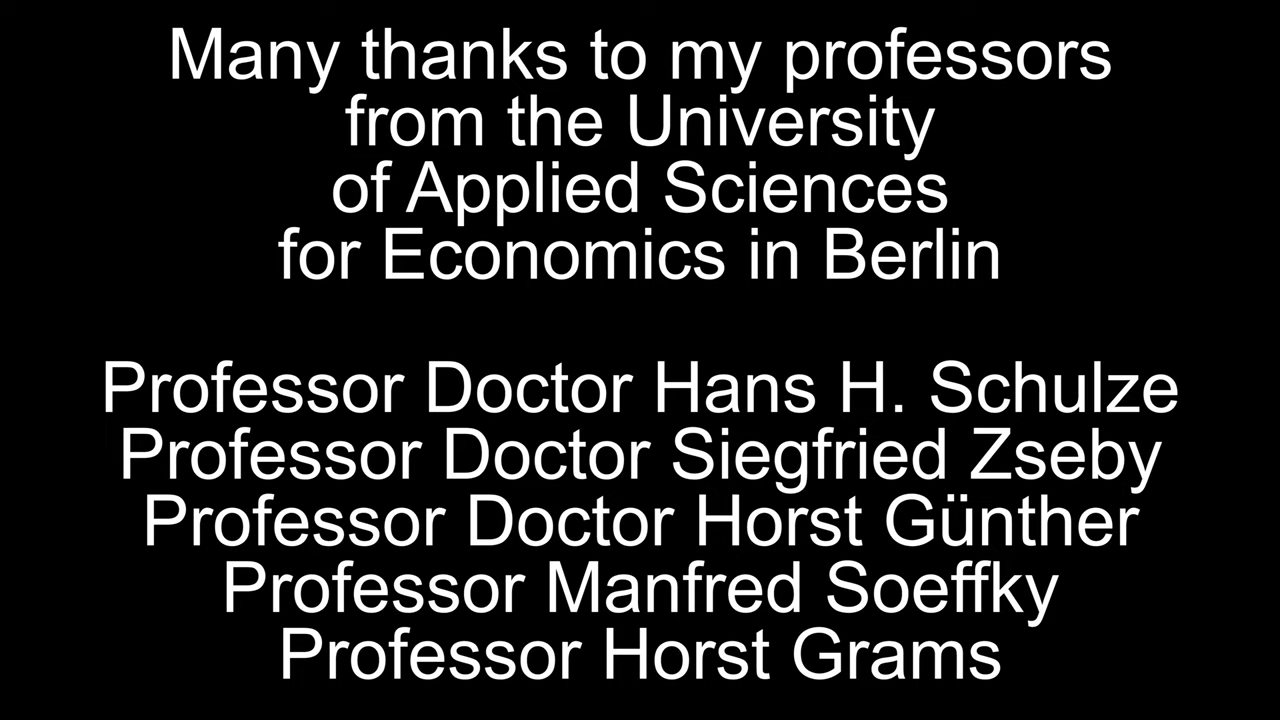 Many thanks to my professors
from the University
of Applied Sciences
for Economics in Berlin
Professor Doctor Hans H. Schulze
Professor Doctor Siegfried Zseby
Professor Doctor Horst Günther
Professor Manfred Soeffky
Professor Horst Grams